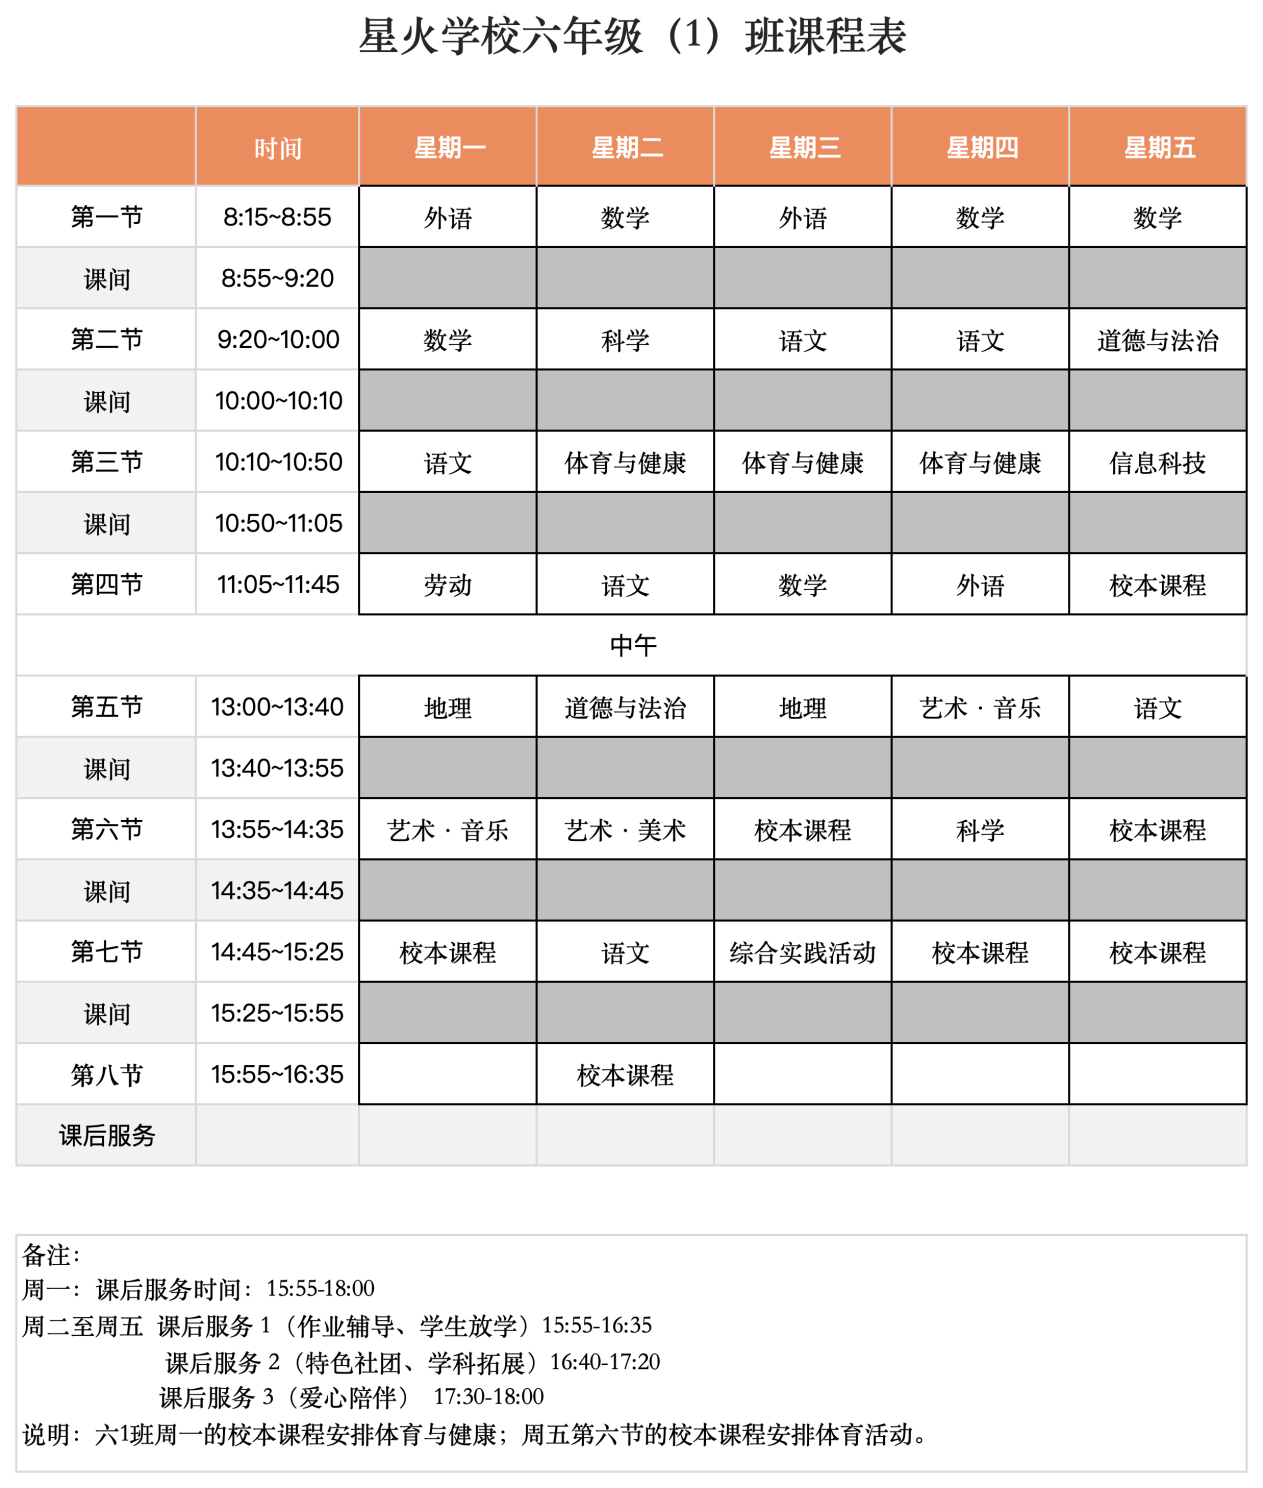 星火学校六年级（1）班课程表
时间 星期一 星期二 星期三 星期四 星期五
第一节 8:15~8:55 外语 数学 外语 数学 数学
课间 8:55~9:20
第二节 9:20~10:00 数学 科学 语文 语文 道德与法治
课间 10:00~10:10
第三节 10:10~10:50 语文 体育与健康 体育与健康 体育与健康 信息科技
课间 10:50~11:05
第四节 11:05~11:45 劳动 语文 数学 外语 校本课程
中午
第五节 13:00~13:40 地理 道德与法治 地理 艺术·音乐 语文
课间 13:40~13:55
第六节 13:55~14:35 艺术·音乐 艺术·美术 校本课程 科学 校本课程
课间 14:35~14:45
第七节 14:45~15:25 校本课程 语文 综合实践活动 校本课程 校本课程
课间 15:25~15:55
第八节 15:55~16:35 校本课程
课后服务
备注：
周一：课后服务时间：15:55-18:00
周二至周五 课后服务 1（作业辅导、学生放学）15:55-16:35
课后服务 2（特色社团、学科拓展）16:40-17:20
课后服务 3（爱心陪伴） 17:30-18:00
说明：六1班周一的校本课程安排体育与健康；周五第六节的校本课程安排体育活动。